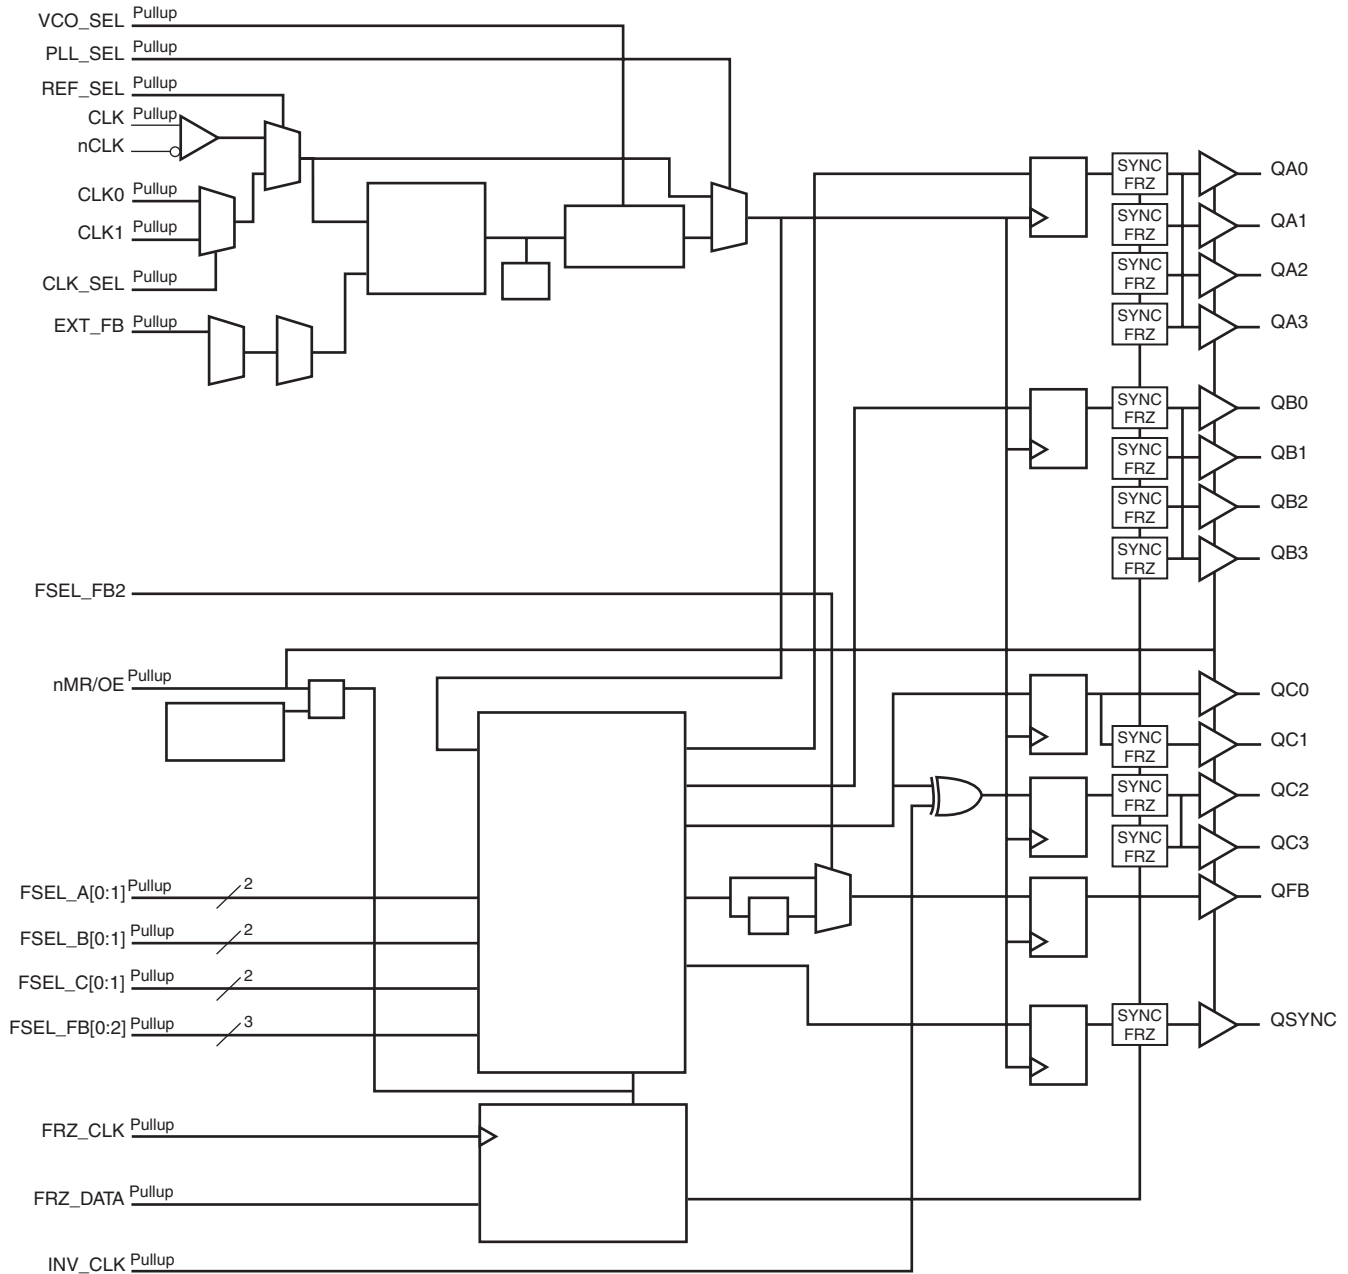 VCO_SEL Pullup
PLL_SEL Pullup
REF_SEL Pullup
CLK Pullup
nCLK
CLK0 Pullup
CLK1 Pullup
CLK_SEL Pullup
EXT_FB Pullup
SYNC
FRZ
QA0
SYNC
FRZ
QA1
SYNC
FRZ
QA2
SYNC
FRZ
QA3
SYNC
FRZ
QB0
SYNC
FRZ
QB1
SYNC
FRZ
QB2
SYNC
FRZ
QB3
FSEL_FB2
nMR/OE Pullup
QC0
SYNC
FRZ
QC1
SYNC
FRZ
QC2
SYNC
FRZ
QC3
QFB
FSEL_A[0:1] Pullup 2
FSEL_B[0:1] Pullup 2
FSEL_C[0:1] Pullup 2
FSEL_FB[0:2] Pullup 3
SYNC
FRZ
QSYNC
FRZ_CLK Pullup
FRZ_DATA Pullup
INV_CLK Pullup